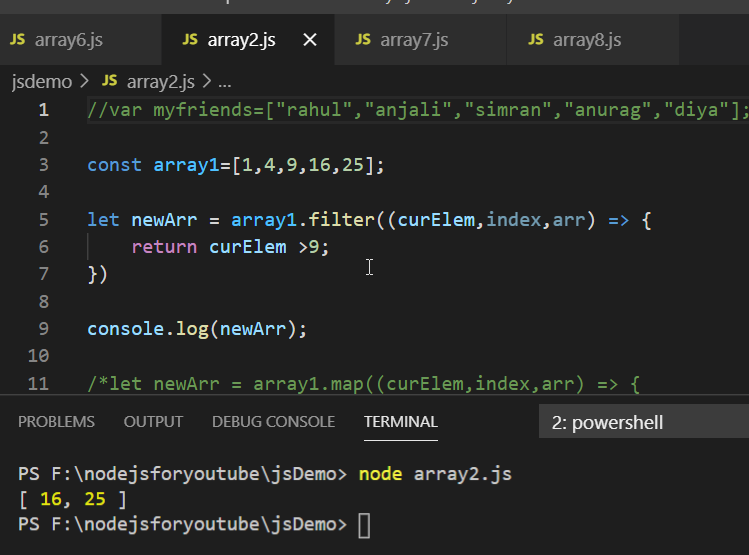 JS array6.js JS array2.js × JS array7.js JS array8.js
jsdemo > JS array2.js > ...
1 //var myfriends=["rahul","anjali","simran","anurag","diya"];
2
3 const array1=[1,4,9,16,25];
4
5 let newArr = array1.filter((curElem,index,arr) => {
6 return curElem >9;
7 })
8
9 console.log(newArr);
10
11 /*let newArr = array1.map((curElem,index,arr) => {
PROBLEMS OUTPUT DEBUG CONSOLE TERMINAL 2: powershell
PS F:\nodejsforyoutube\jsDemo> node array2.js
[ 16, 25 ]
PS F:\nodejsforyoutube\jsDemo>